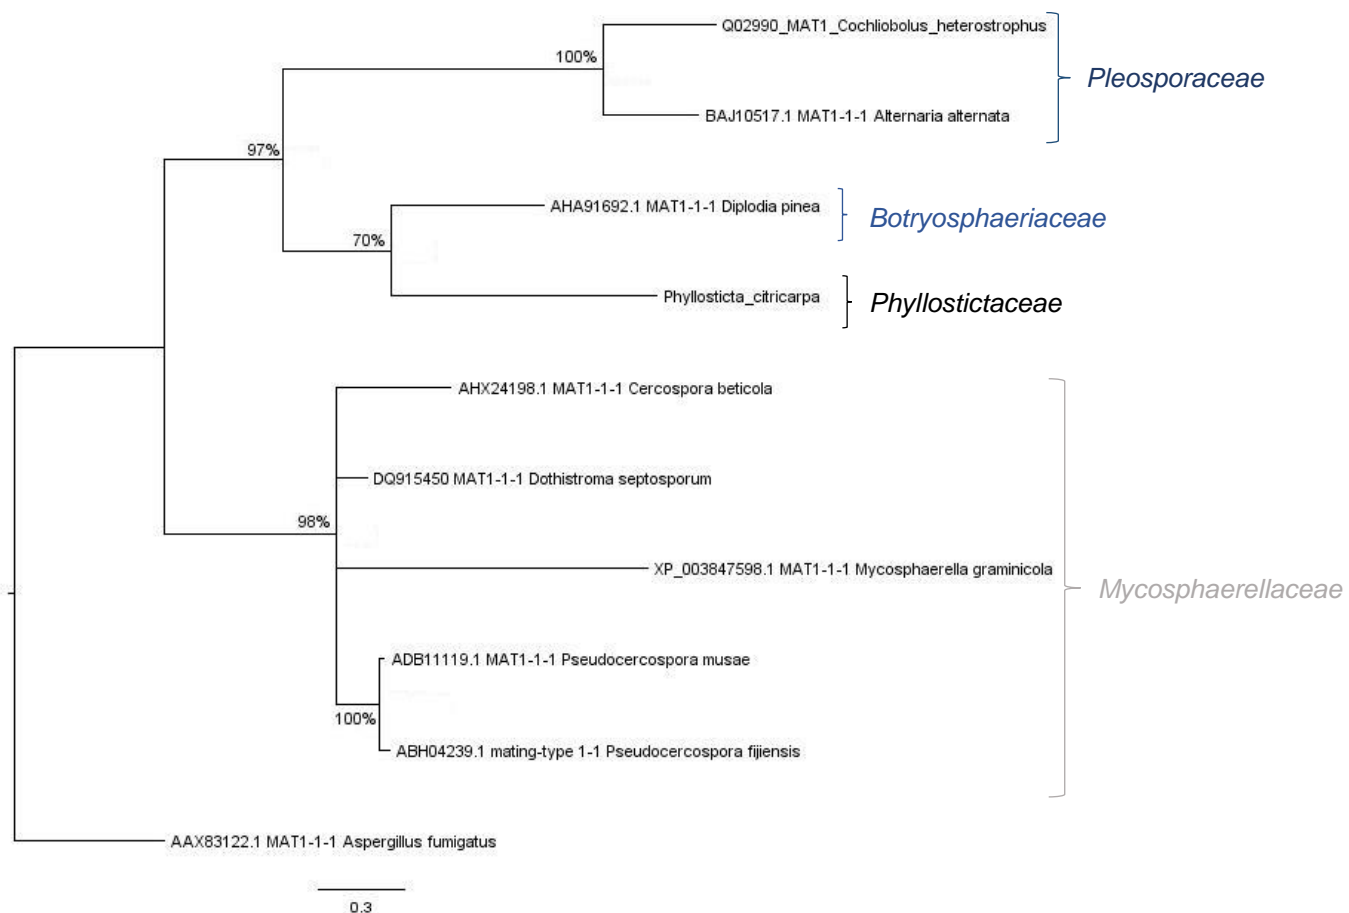 Q02990_MAT1_Cochliobolus_heterostrophus
100%
Pleosporaceae
BAJ10517.1 MAT1-1-1 Alternaria alternata
97%
AHA91692.1 MAT1-1-1 Diplodia pinea
Botryosphaeriaceae
70%
Phyllosticta_citricarpa
Phyllostictaceae
AHX24198.1 MAT1-1-1 Cercospora beticola
DQ915450 MAT1-1-1 Dothistroma septosporum
98%
XP_003847598.1 MAT1-1-1 Mycosphaerella graminicola
Mycosphaerellaceae
ADB11119.1 MAT1-1-1 Pseudocercospora musae
100%
ABH04239.1 mating-type 1-1 Pseudocercospora fijiensis
AAX83122.1 MAT1-1-1 Aspergillus fumigatus
0.3